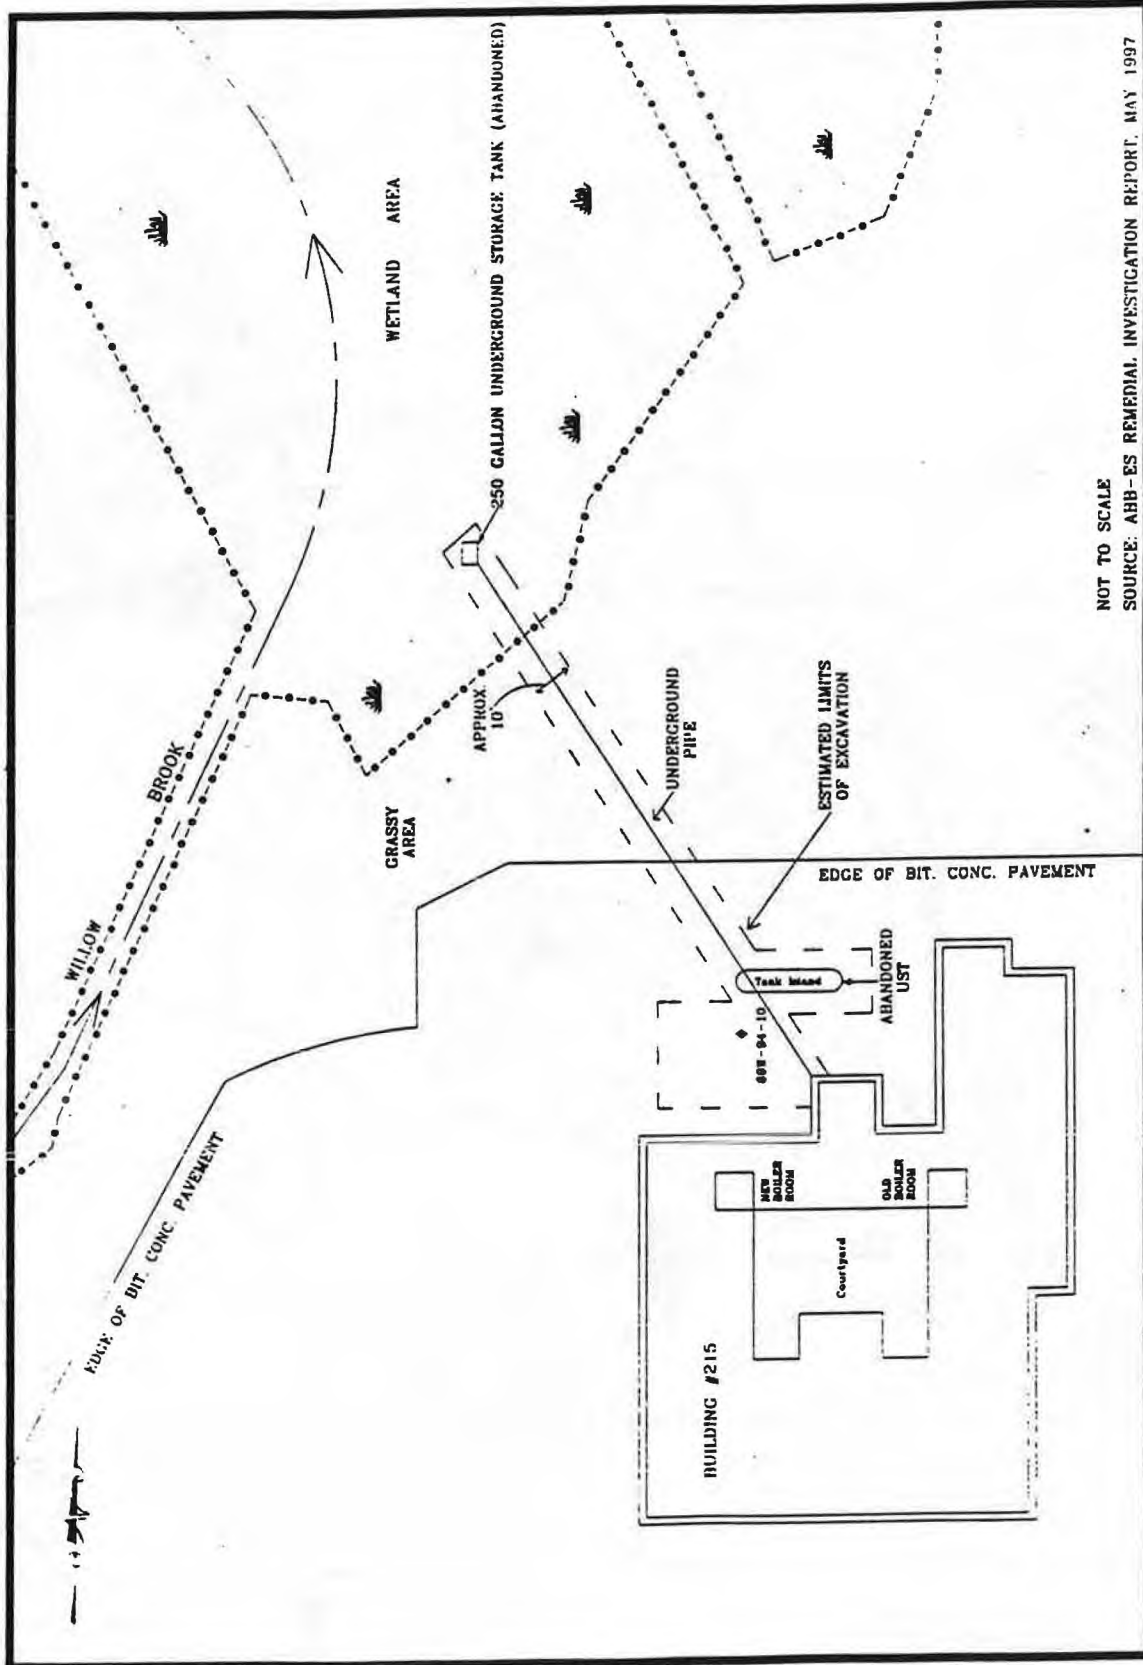 WILLOW BROOK
WETLAND AREA
250 GALLON UNDERGROUND STORAGE TANK (ABANDONED)
EDGE OF BIT. CONC. PAVEMENT
GRASSY
AREA
APPROX.
10'
UNDERGROUND
PIPE
ESTIMATED LIMITS
OF EXCAVATION
EDGE OF BIT. CONC. PAVEMENT
Tank Island
ABANDONED
UST
BUILDING #215
NEW
BOILER
ROOM
OLD
BOILER
ROOM
Courtyard
NOT TO SCALE
SOURCE: ABB-ES REMEDIAL INVESTIGATION REPORT, MAY 1997